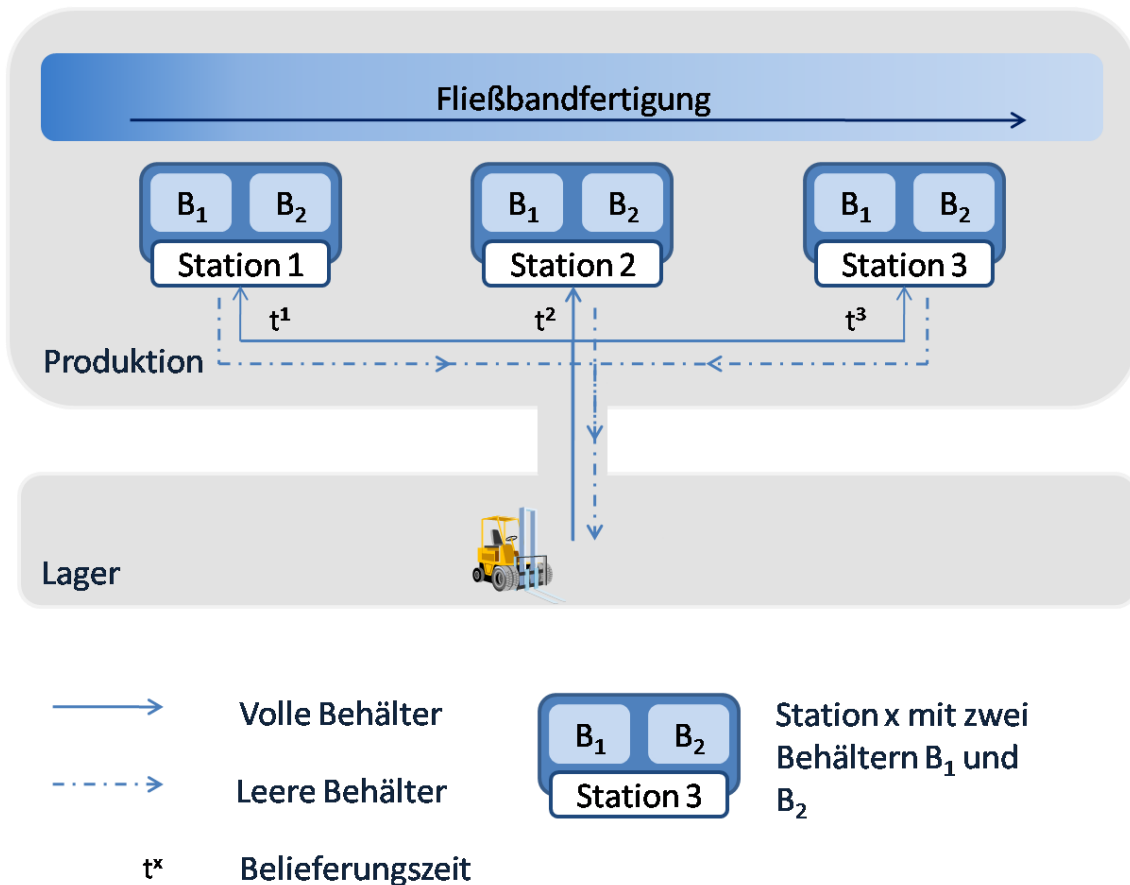 Fließbandfertigung
B₁ B₂ B₁ B₂ B₁ B₂
Station 1 Station 2 Station 3
t¹ t² t³
Produktion
Lager
Volle Behälter
Leere Behälter
tˣ Belieferungszeit
B₁ B₂
Station 3
Station x mit zwei
Behältern B₁ und
B₂